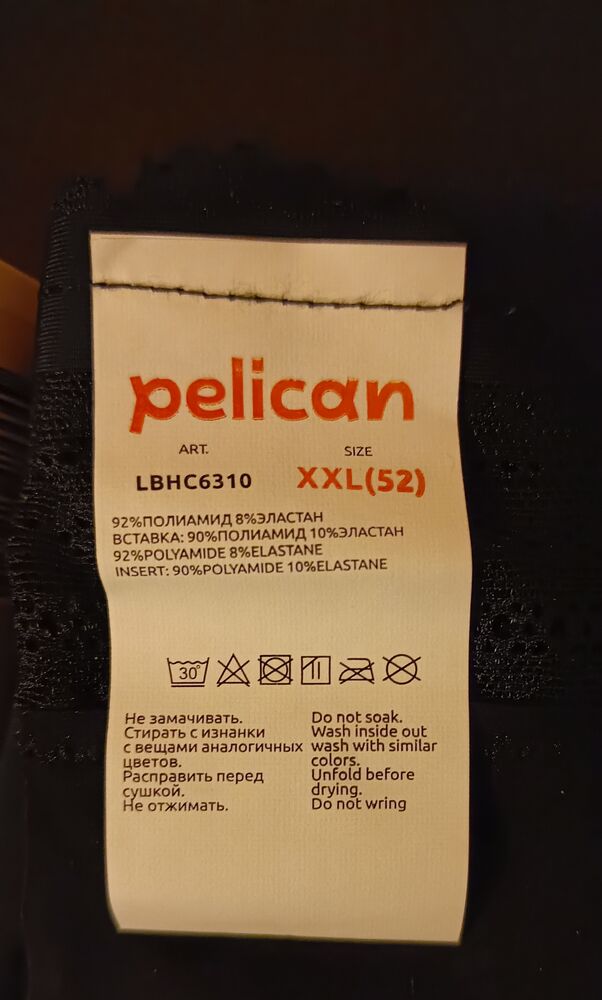 pelican
ART. SIZE
LBHC6310 XXL(52)
92%ПОЛИАМИД 8%ЭЛАСТАН
ВСТАВКА: 90%ПОЛИАМИД 10%ЭЛАСТАН
92%POLYAMIDE 8%ELASTANE
INSERT: 90%POLYAMIDE 10%ELASTANE
30°
Не замачивать.
Стирать с изнанки
с вещами аналогичных
цветов.
Расправить перед
сушкой.
Не отжимать.
Do not soak.
Wash inside out
wash with similar
colors.
Unfold before
drying.
Do not wring